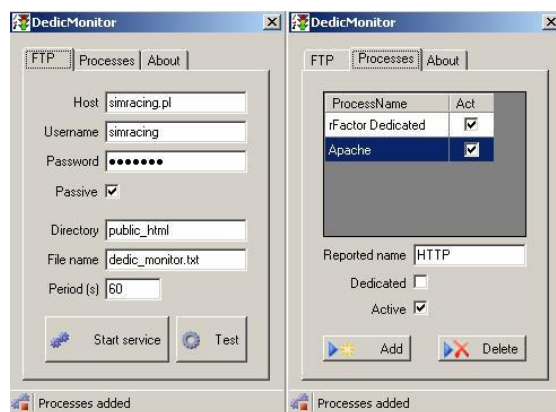 DedicMonitor
FTP Processes About
Host simracing.pl
Username simracing
Password •••••••
Passive
Directory public_html
File name dedic_monitor.txt
Period (s) 60
Start service Test
Processes added
DedicMonitor
FTP Processes About
ProcessName Act
rFactor Dedicated
Apache
Reported name HTTP
Dedicated
Active
Add Delete
Processes added